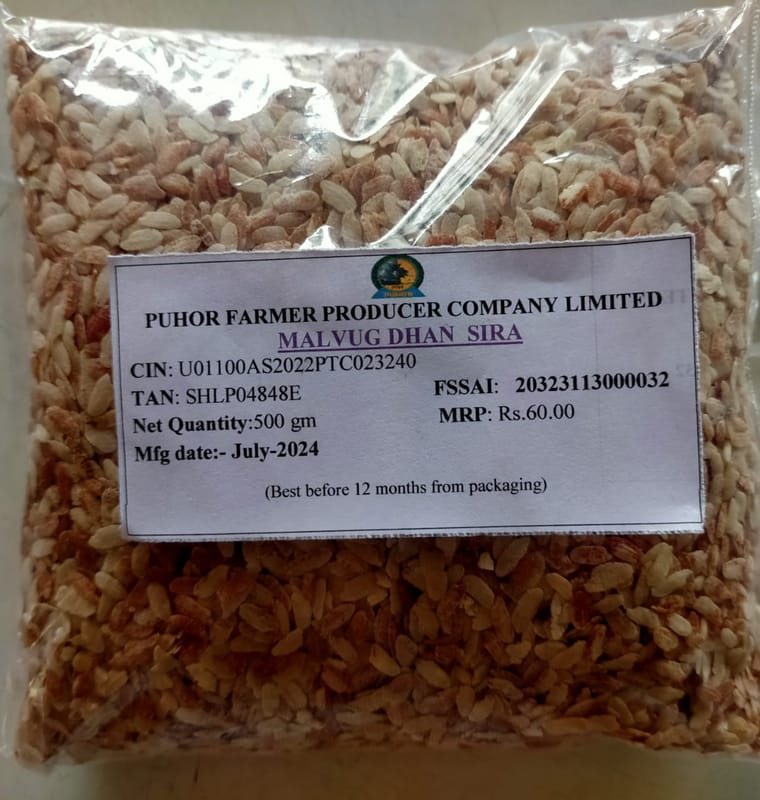 PUHOR
PUHOR FARMER PRODUCER COMPANY LIMITED
MALVUG DHAN SIRA
CIN: U01100AS2022PTC023240
TAN: SHLP04848E
FSSAI: 20323113000032
Net Quantity:500 gm
MRP: Rs.60.00
Mfg date:- July-2024
(Best before 12 months from packaging)